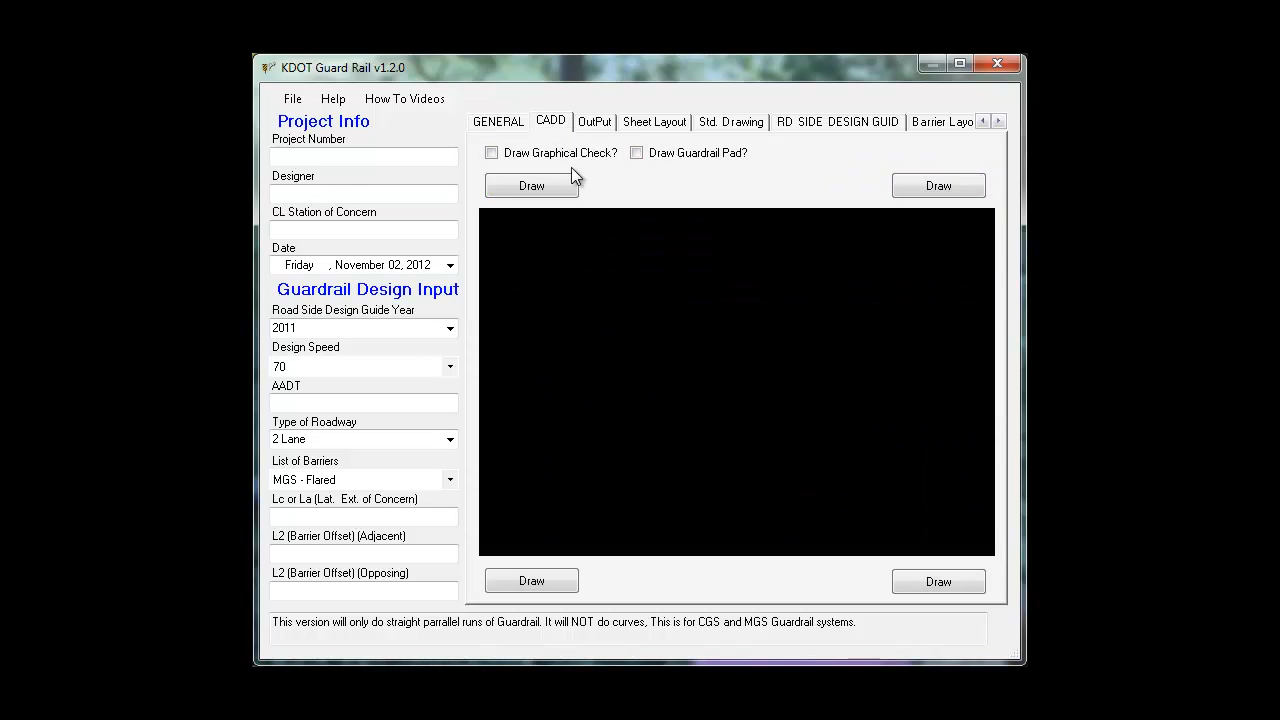 KDOT Guard Rail v1.2.0
File Help How To Videos
Project Info
Project Number
Designer
CL Station of Concern
Date
Friday , November 02, 2012
Guardrail Design Input
Road Side Design Guide Year
2011
Design Speed
70
AADT
Type of Roadway
2 Lane
List of Barriers
MGS - Flared
Lc or La (Lat. Ext. of Concern)
L2 (Barrier Offset) (Adjacent)
L2 (Barrier Offset) (Opposing)
GENERAL CADD OutPut Sheet Layout Std. Drawing RD SIDE DESIGN GUID Barrier Layo
Draw Graphical Check? Draw Guardrail Pad?
Draw Draw
Draw Draw
This version will only do straight parrallel runs of Guardrail. It will NOT do curves, This is for CGS and MGS Guardrail systems.